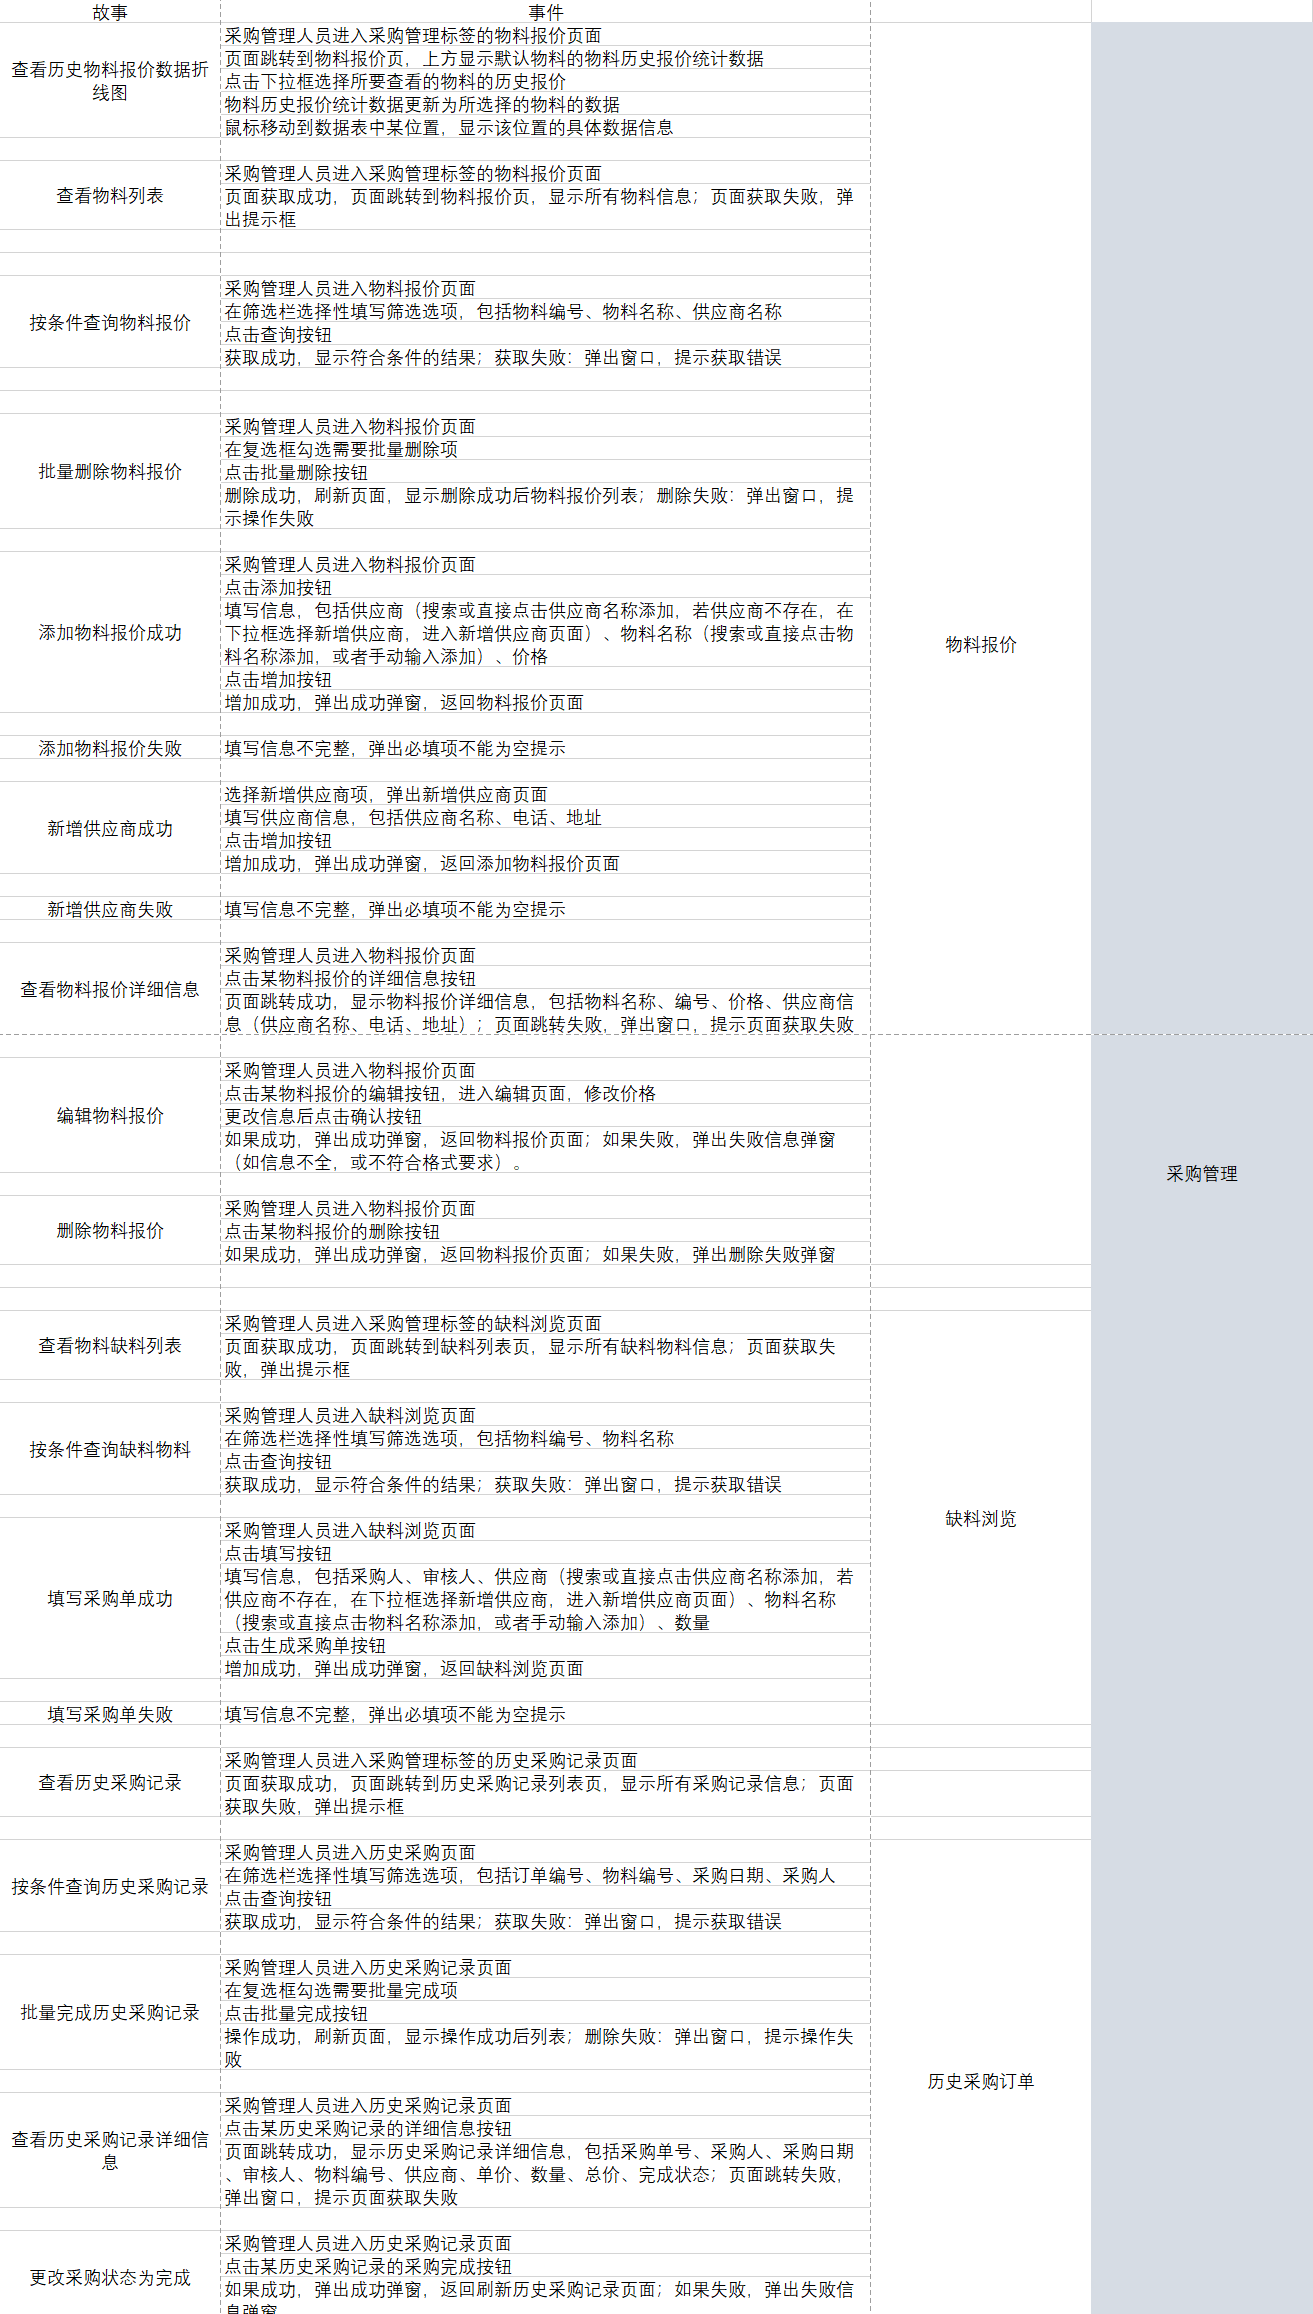 故事
事件
查看历史物料报价数据折
线图
采购管理人员进入采购管理标签的物料报价页面
页面跳转到物料报价页，上方显示默认物料的物料历史报价统计数据
点击下拉框选择所要查看的物料的历史报价
物料历史报价统计数据更新为所选择的物料的数据
鼠标移动到数据表中某位置，显示该位置的具体数据信息
查看物料列表
采购管理人员进入采购管理标签的物料报价页面
页面获取成功，页面跳转到物料报价页，显示所有物料信息；页面获取失败，弹
出提示框
按条件查询物料报价
采购管理人员进入物料报价页面
在筛选栏选择性填写筛选选项，包括物料编号、物料名称、供应商名称
点击查询按钮
获取成功，显示符合条件的结果；获取失败：弹出窗口，提示获取错误
批量删除物料报价
采购管理人员进入物料报价页面
在复选框勾选需要批量删除项
点击批量删除按钮
删除成功，刷新页面，显示删除成功后物料报价列表；删除失败：弹出窗口，提
示操作失败
添加物料报价成功
采购管理人员进入物料报价页面
点击添加按钮
填写信息，包括供应商（搜索或直接点击供应商名称添加，若供应商不存在，在
下拉框选择新增供应商，进入新增供应商页面）、物料名称（搜索或直接点击物
料名称添加，或者手动输入添加）、价格
点击增加按钮
增加成功，弹出成功弹窗，返回物料报价页面
物料报价
添加物料报价失败
填写信息不完整，弹出必填项不能为空提示
新增供应商成功
选择新增供应商项，弹出新增供应商页面
填写供应商信息，包括供应商名称、电话、地址
点击增加按钮
增加成功，弹出成功弹窗，返回添加物料报价页面
新增供应商失败
填写信息不完整，弹出必填项不能为空提示
查看物料报价详细信息
采购管理人员进入物料报价页面
点击某物料报价的详细信息按钮
页面跳转成功，显示物料报价详细信息，包括物料名称、编号、价格、供应商信
息（供应商名称、电话、地址）；页面跳转失败，弹出窗口，提示页面获取失败
编辑物料报价
采购管理人员进入物料报价页面
点击某物料报价的编辑按钮，进入编辑页面，修改价格
更改信息后点击确认按钮
如果成功，弹出成功弹窗，返回物料报价页面；如果失败，弹出失败信息弹窗
（如信息不全，或不符合格式要求）。
采购管理
删除物料报价
采购管理人员进入物料报价页面
点击某物料报价的删除按钮
如果成功，弹出成功弹窗，返回物料报价页面；如果失败，弹出删除失败弹窗
查看物料缺料列表
采购管理人员进入采购管理标签的缺料浏览页面
页面获取成功，页面跳转到缺料列表页，显示所有缺料物料信息；页面获取失
败，弹出提示框
按条件查询缺料物料
采购管理人员进入缺料浏览页面
在筛选栏选择性填写筛选选项，包括物料编号、物料名称
点击查询按钮
获取成功，显示符合条件的结果；获取失败：弹出窗口，提示获取错误
缺料浏览
填写采购单成功
采购管理人员进入缺料浏览页面
点击填写按钮
填写信息，包括采购人、审核人、供应商（搜索或直接点击供应商名称添加，若
供应商不存在，在下拉框选择新增供应商，进入新增供应商页面）、物料名称
（搜索或直接点击物料名称添加，或者手动输入添加）、数量
点击生成采购单按钮
增加成功，弹出成功弹窗，返回缺料浏览页面
填写采购单失败
填写信息不完整，弹出必填项不能为空提示
查看历史采购记录
采购管理人员进入采购管理标签的历史采购记录页面
页面获取成功，页面跳转到历史采购记录列表页，显示所有采购记录信息；页面
获取失败，弹出提示框
按条件查询历史采购记录
采购管理人员进入历史采购页面
在筛选栏选择性填写筛选选项，包括订单编号、物料编号、采购日期、采购人
点击查询按钮
获取成功，显示符合条件的结果；获取失败：弹出窗口，提示获取错误
批量完成历史采购记录
采购管理人员进入历史采购记录页面
在复选框勾选需要批量完成项
点击批量完成按钮
操作成功，刷新页面，显示操作成功后列表；删除失败：弹出窗口，提示操作失
败
历史采购订单
查看历史采购记录详细信
息
采购管理人员进入历史采购记录页面
点击某历史采购记录的详细信息按钮
页面跳转成功，显示历史采购记录详细信息，包括采购单号、采购人、采购日期
、审核人、物料编号、供应商、单价、数量、总价、完成状态；页面跳转失败，
弹出窗口，提示页面获取失败
更改采购状态为完成
采购管理人员进入历史采购记录页面
点击某历史采购记录的采购完成按钮
如果成功，弹出成功弹窗，返回刷新历史采购记录页面；如果失败，弹出失败信
息弹窗